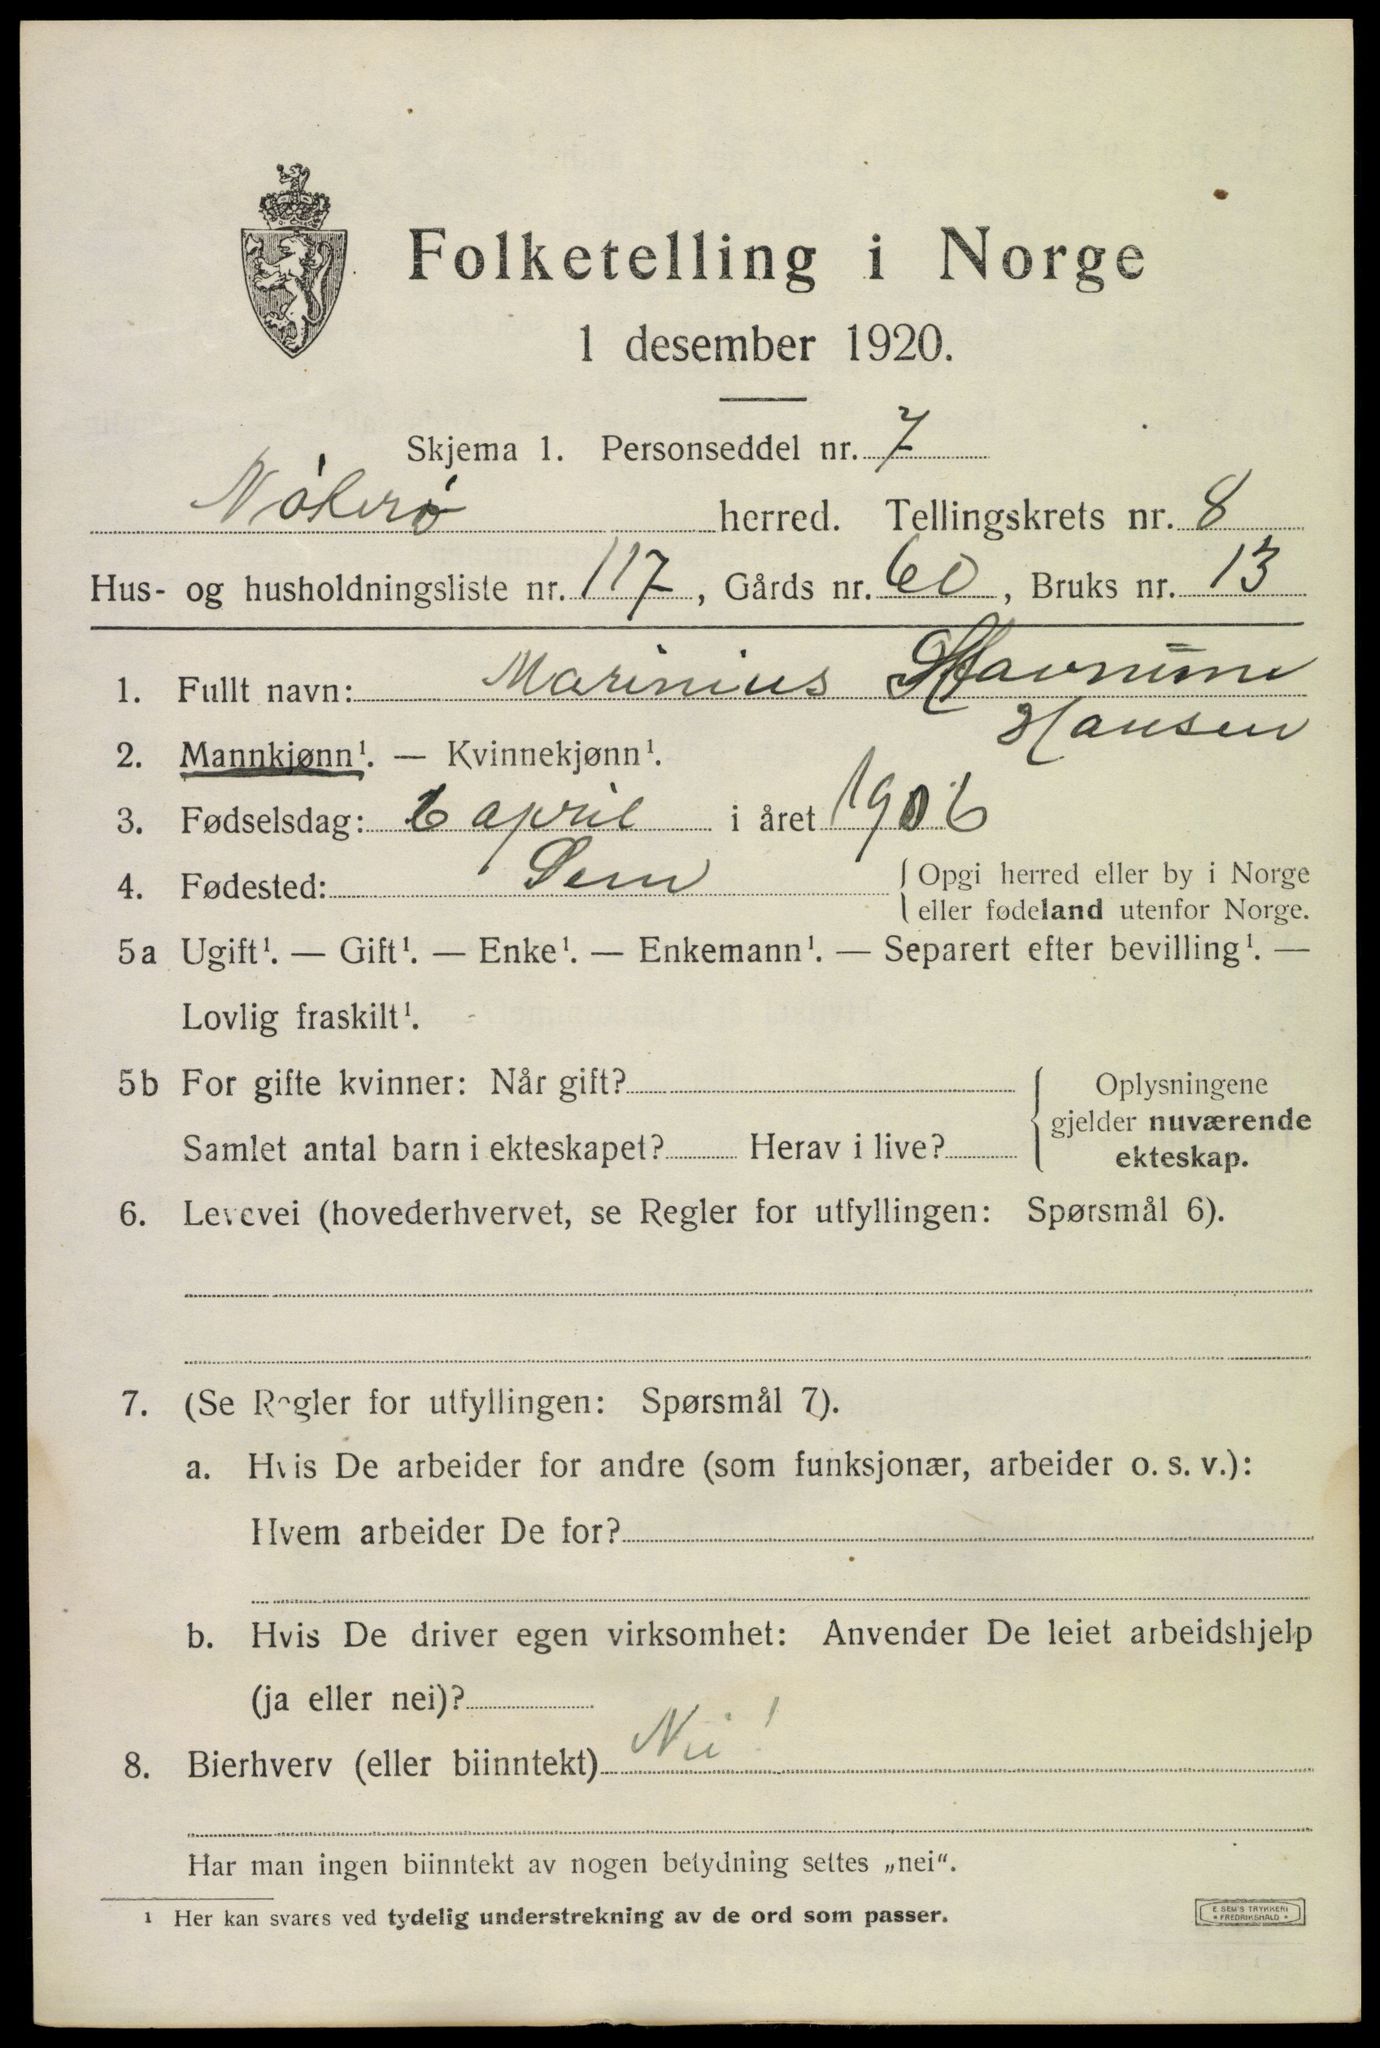 Folketelling i Norge
1 desember 1920.
Skjema 1. Personseddel nr. 7
Nøterø herred. Tellingskrets nr. 8
Hus- og husholdningsliste nr. 117, Gårds nr. 60, Bruks nr. 13
1. Fullt navn: Marinius
Hansen
2. Mannkjønn¹. — Kvinnekjønn¹.
3. Fødselsdag: 6 april i året 1906
4. Fødested: Sem { Opgi herred eller by i Norge
eller fødeland utenfor Norge.
5a Ugift¹. — Gift¹. — Enke¹. — Enkemann¹. — Separert efter bevilling¹. —
Lovlig fraskilt¹.
5b For gifte kvinner: Når gift?
Samlet antal barn i ekteskapet? Herav i live?
Oplysningene
gjelder nuværende
ekteskap.
6. Levevei (hovederhvervet, se Regler for utfyllingen: Spørsmål 6).
7. (Se Regler for utfyllingen: Spørsmål 7).
a. Hvis De arbeider for andre (som funksjonær, arbeider o. s. v.):
Hvem arbeider De for?
b. Hvis De driver egen virksomhet: Anvender De leiet arbeidshjelp
(ja eller nei)?
8. Bierhverv (eller biinntekt) Nei!
Har man ingen biinntekt av nogen betydning settes „nei“.
¹ Her kan svares ved tydelig understrekning av de ord som passer.
E. SEM'S TRYKKERI
* FREDRIKSHALD *